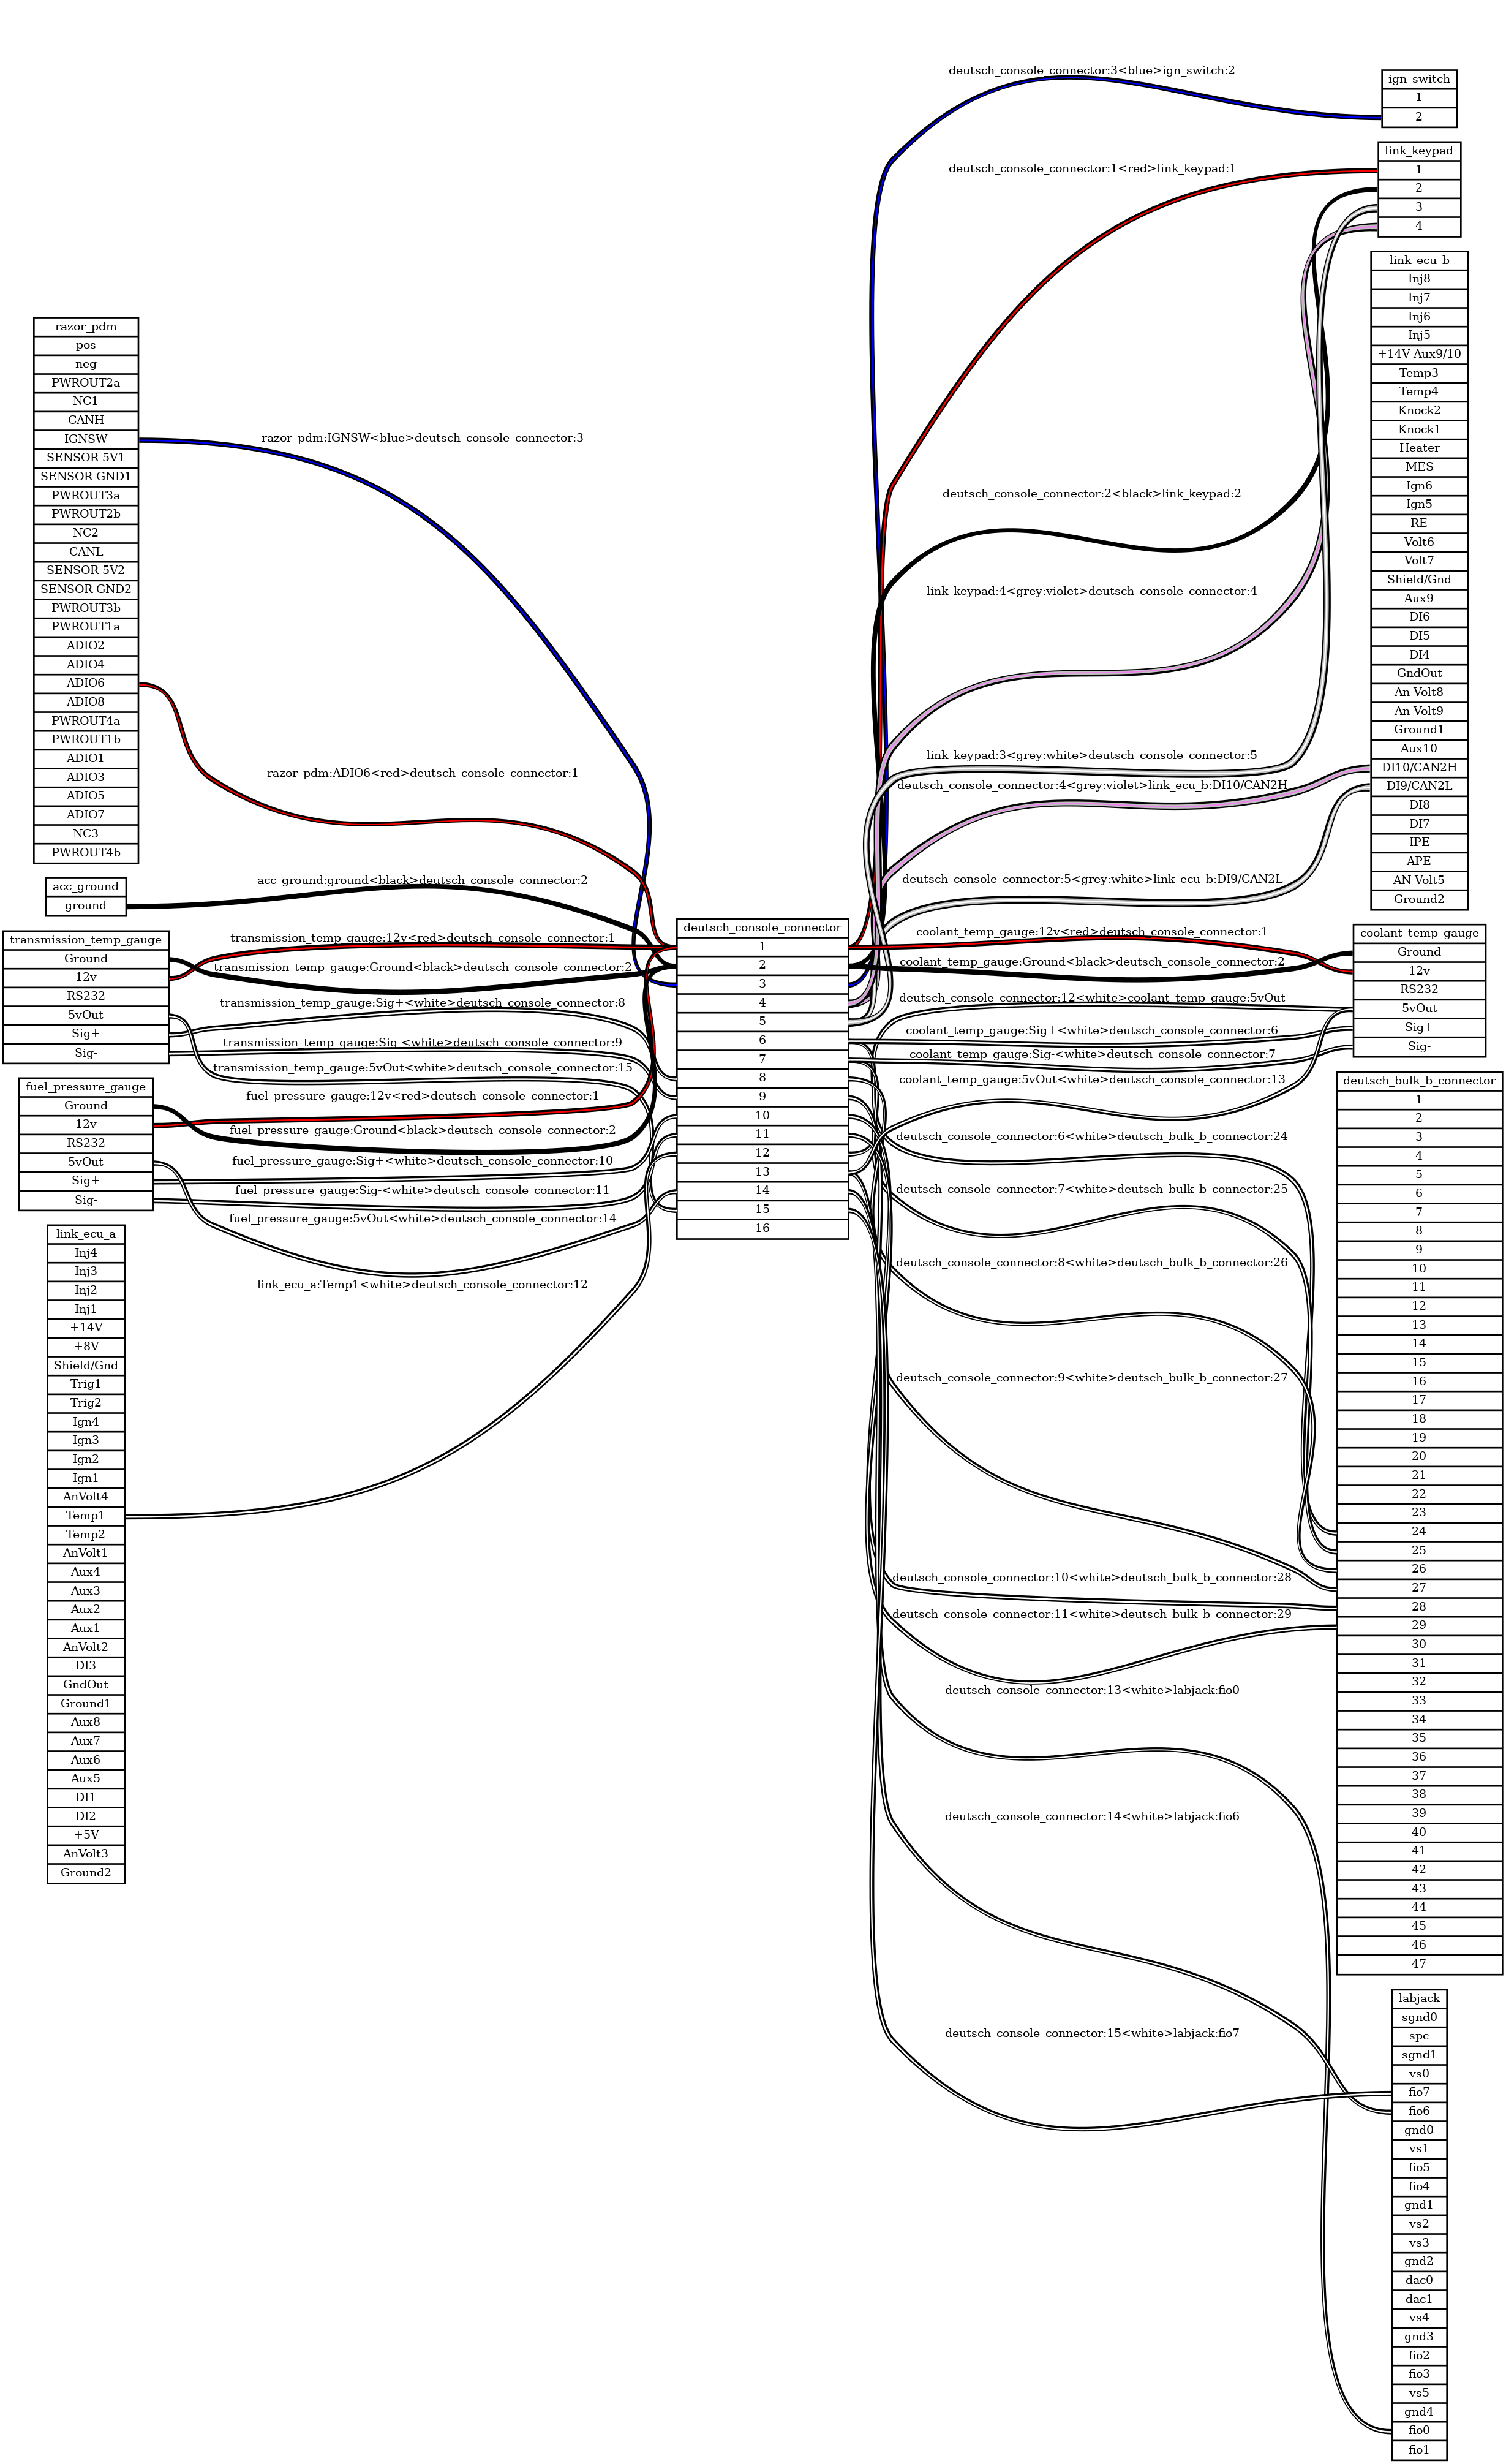 razor_pdm
pos
neg
PWROUT2a
NC1
CANH
IGNSW
SENSOR 5V1
SENSOR GND1
PWROUT3a
PWROUT2b
NC2
CANL
SENSOR 5V2
SENSOR GND2
PWROUT3b
PWROUT1a
ADIO2
ADIO4
ADIO6
ADIO8
PWROUT4a
PWROUT1b
ADIO1
ADIO3
ADIO5
ADIO7
NC3
PWROUT4b
acc_ground
ground
transmission_temp_gauge
Ground
12v
RS232
5vOut
Sig+
Sig-
fuel_pressure_gauge
Ground
12v
RS232
5vOut
Sig+
Sig-
link_ecu_a
Inj4
Inj3
Inj2
Inj1
+14V
+8V
Shield/Gnd
Trig1
Trig2
Ign4
Ign3
Ign2
Ign1
AnVolt4
Temp1
Temp2
AnVolt1
Aux4
Aux3
Aux2
Aux1
AnVolt2
DI3
GndOut
Ground1
Aux8
Aux7
Aux6
Aux5
DI1
DI2
+5V
AnVolt3
Ground2
razor_pdm:IGNSW<blue>deutsch_console_connector:3
razor_pdm:ADIO6<red>deutsch_console_connector:1
acc_ground:ground<black>deutsch_console_connector:2
transmission_temp_gauge:12v<red>deutsch_console_connector:1
transmission_temp_gauge:Ground<black>deutsch_console_connector:2
transmission_temp_gauge:Sig+<white>deutsch_console_connector:8
transmission_temp_gauge:Sig-<white>deutsch_console_connector:9
transmission_temp_gauge:5vOut<white>deutsch_console_connector:15
fuel_pressure_gauge:12v<red>deutsch_console_connector:1
fuel_pressure_gauge:Ground<black>deutsch_console_connector:2
fuel_pressure_gauge:Sig+<white>deutsch_console_connector:10
fuel_pressure_gauge:Sig-<white>deutsch_console_connector:11
fuel_pressure_gauge:5vOut<white>deutsch_console_connector:14
link_ecu_a:Temp1<white>deutsch_console_connector:12
deutsch_console_connector
1
2
3
4
5
6
7
8
9
10
11
12
13
14
15
16
deutsch_console_connector:3<blue>ign_switch:2
deutsch_console_connector:1<red>link_keypad:1
deutsch_console_connector:2<black>link_keypad:2
link_keypad:4<grey:violet>deutsch_console_connector:4
link_keypad:3<grey:white>deutsch_console_connector:5
deutsch_console_connector:4<grey:violet>link_ecu_b:DI10/CAN2H
deutsch_console_connector:5<grey:white>link_ecu_b:DI9/CAN2L
coolant_temp_gauge:12v<red>deutsch_console_connector:1
coolant_temp_gauge:Ground<black>deutsch_console_connector:2
deutsch_console_connector:12<white>coolant_temp_gauge:5vOut
coolant_temp_gauge:Sig+<white>deutsch_console_connector:6
coolant_temp_gauge:Sig-<white>deutsch_console_connector:7
coolant_temp_gauge:5vOut<white>deutsch_console_connector:13
deutsch_console_connector:6<white>deutsch_bulk_b_connector:24
deutsch_console_connector:7<white>deutsch_bulk_b_connector:25
deutsch_console_connector:8<white>deutsch_bulk_b_connector:26
deutsch_console_connector:9<white>deutsch_bulk_b_connector:27
deutsch_console_connector:10<white>deutsch_bulk_b_connector:28
deutsch_console_connector:11<white>deutsch_bulk_b_connector:29
deutsch_console_connector:13<white>labjack:fio0
deutsch_console_connector:14<white>labjack:fio6
deutsch_console_connector:15<white>labjack:fio7
ign_switch
1
2
link_keypad
1
2
3
4
link_ecu_b
Inj8
Inj7
Inj6
Inj5
+14V Aux9/10
Temp3
Temp4
Knock2
Knock1
Heater
MES
Ign6
Ign5
RE
Volt6
Volt7
Shield/Gnd
Aux9
DI6
DI5
DI4
GndOut
An Volt8
An Volt9
Ground1
Aux10
DI10/CAN2H
DI9/CAN2L
DI8
DI7
IPE
APE
AN Volt5
Ground2
coolant_temp_gauge
Ground
12v
RS232
5vOut
Sig+
Sig-
deutsch_bulk_b_connector
1
2
3
4
5
6
7
8
9
10
11
12
13
14
15
16
17
18
19
20
21
22
23
24
25
26
27
28
29
30
31
32
33
34
35
36
37
38
39
40
41
42
43
44
45
46
47
labjack
sgnd0
spc
sgnd1
vs0
fio7
fio6
gnd0
vs1
fio5
fio4
gnd1
vs2
vs3
gnd2
dac0
dac1
vs4
gnd3
fio2
fio3
vs5
gnd4
fio0
fio1